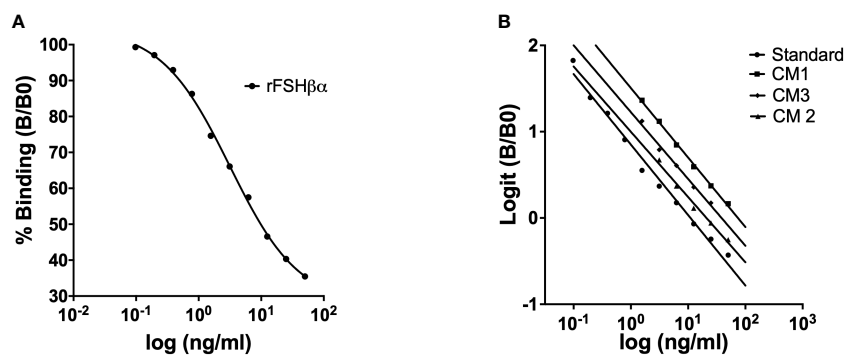 A
% Binding (B/B0)
100
90
80
70
60
50
40
30
10-2
10-1
100
101
102
log (ng/ml)
rFSHβα
B
Logit (B/B0)
2
1
0
-1
10-1
100
101
102
103
log (ng/ml)
Standard
CM1
CM3
CM 2